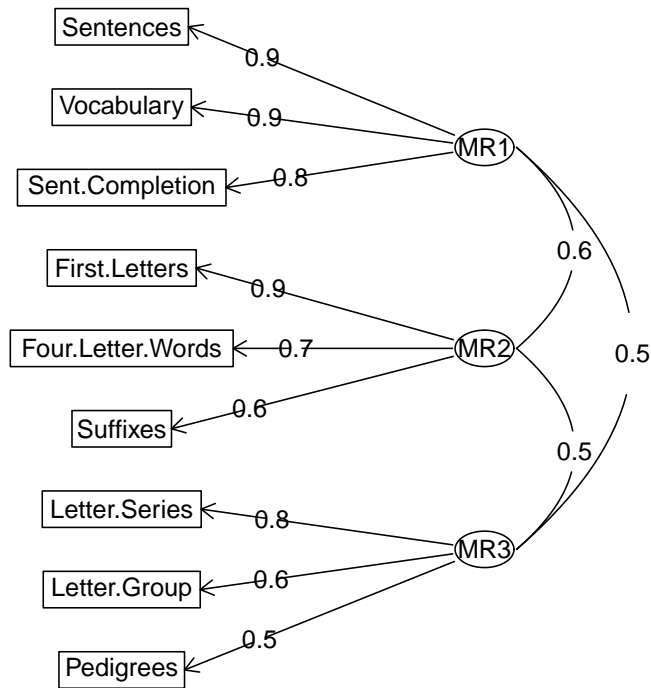 Sentences
0.9
Vocabulary
0.9
MR1
Sent.Completion
0.8
0.6
First.Letters
0.9
Four.Letter.Words
0.7
MR2
0.5
Suffixes
0.6
0.5
Letter.Series
0.8
MR3
Letter.Group
0.6
0.5
Pedigrees